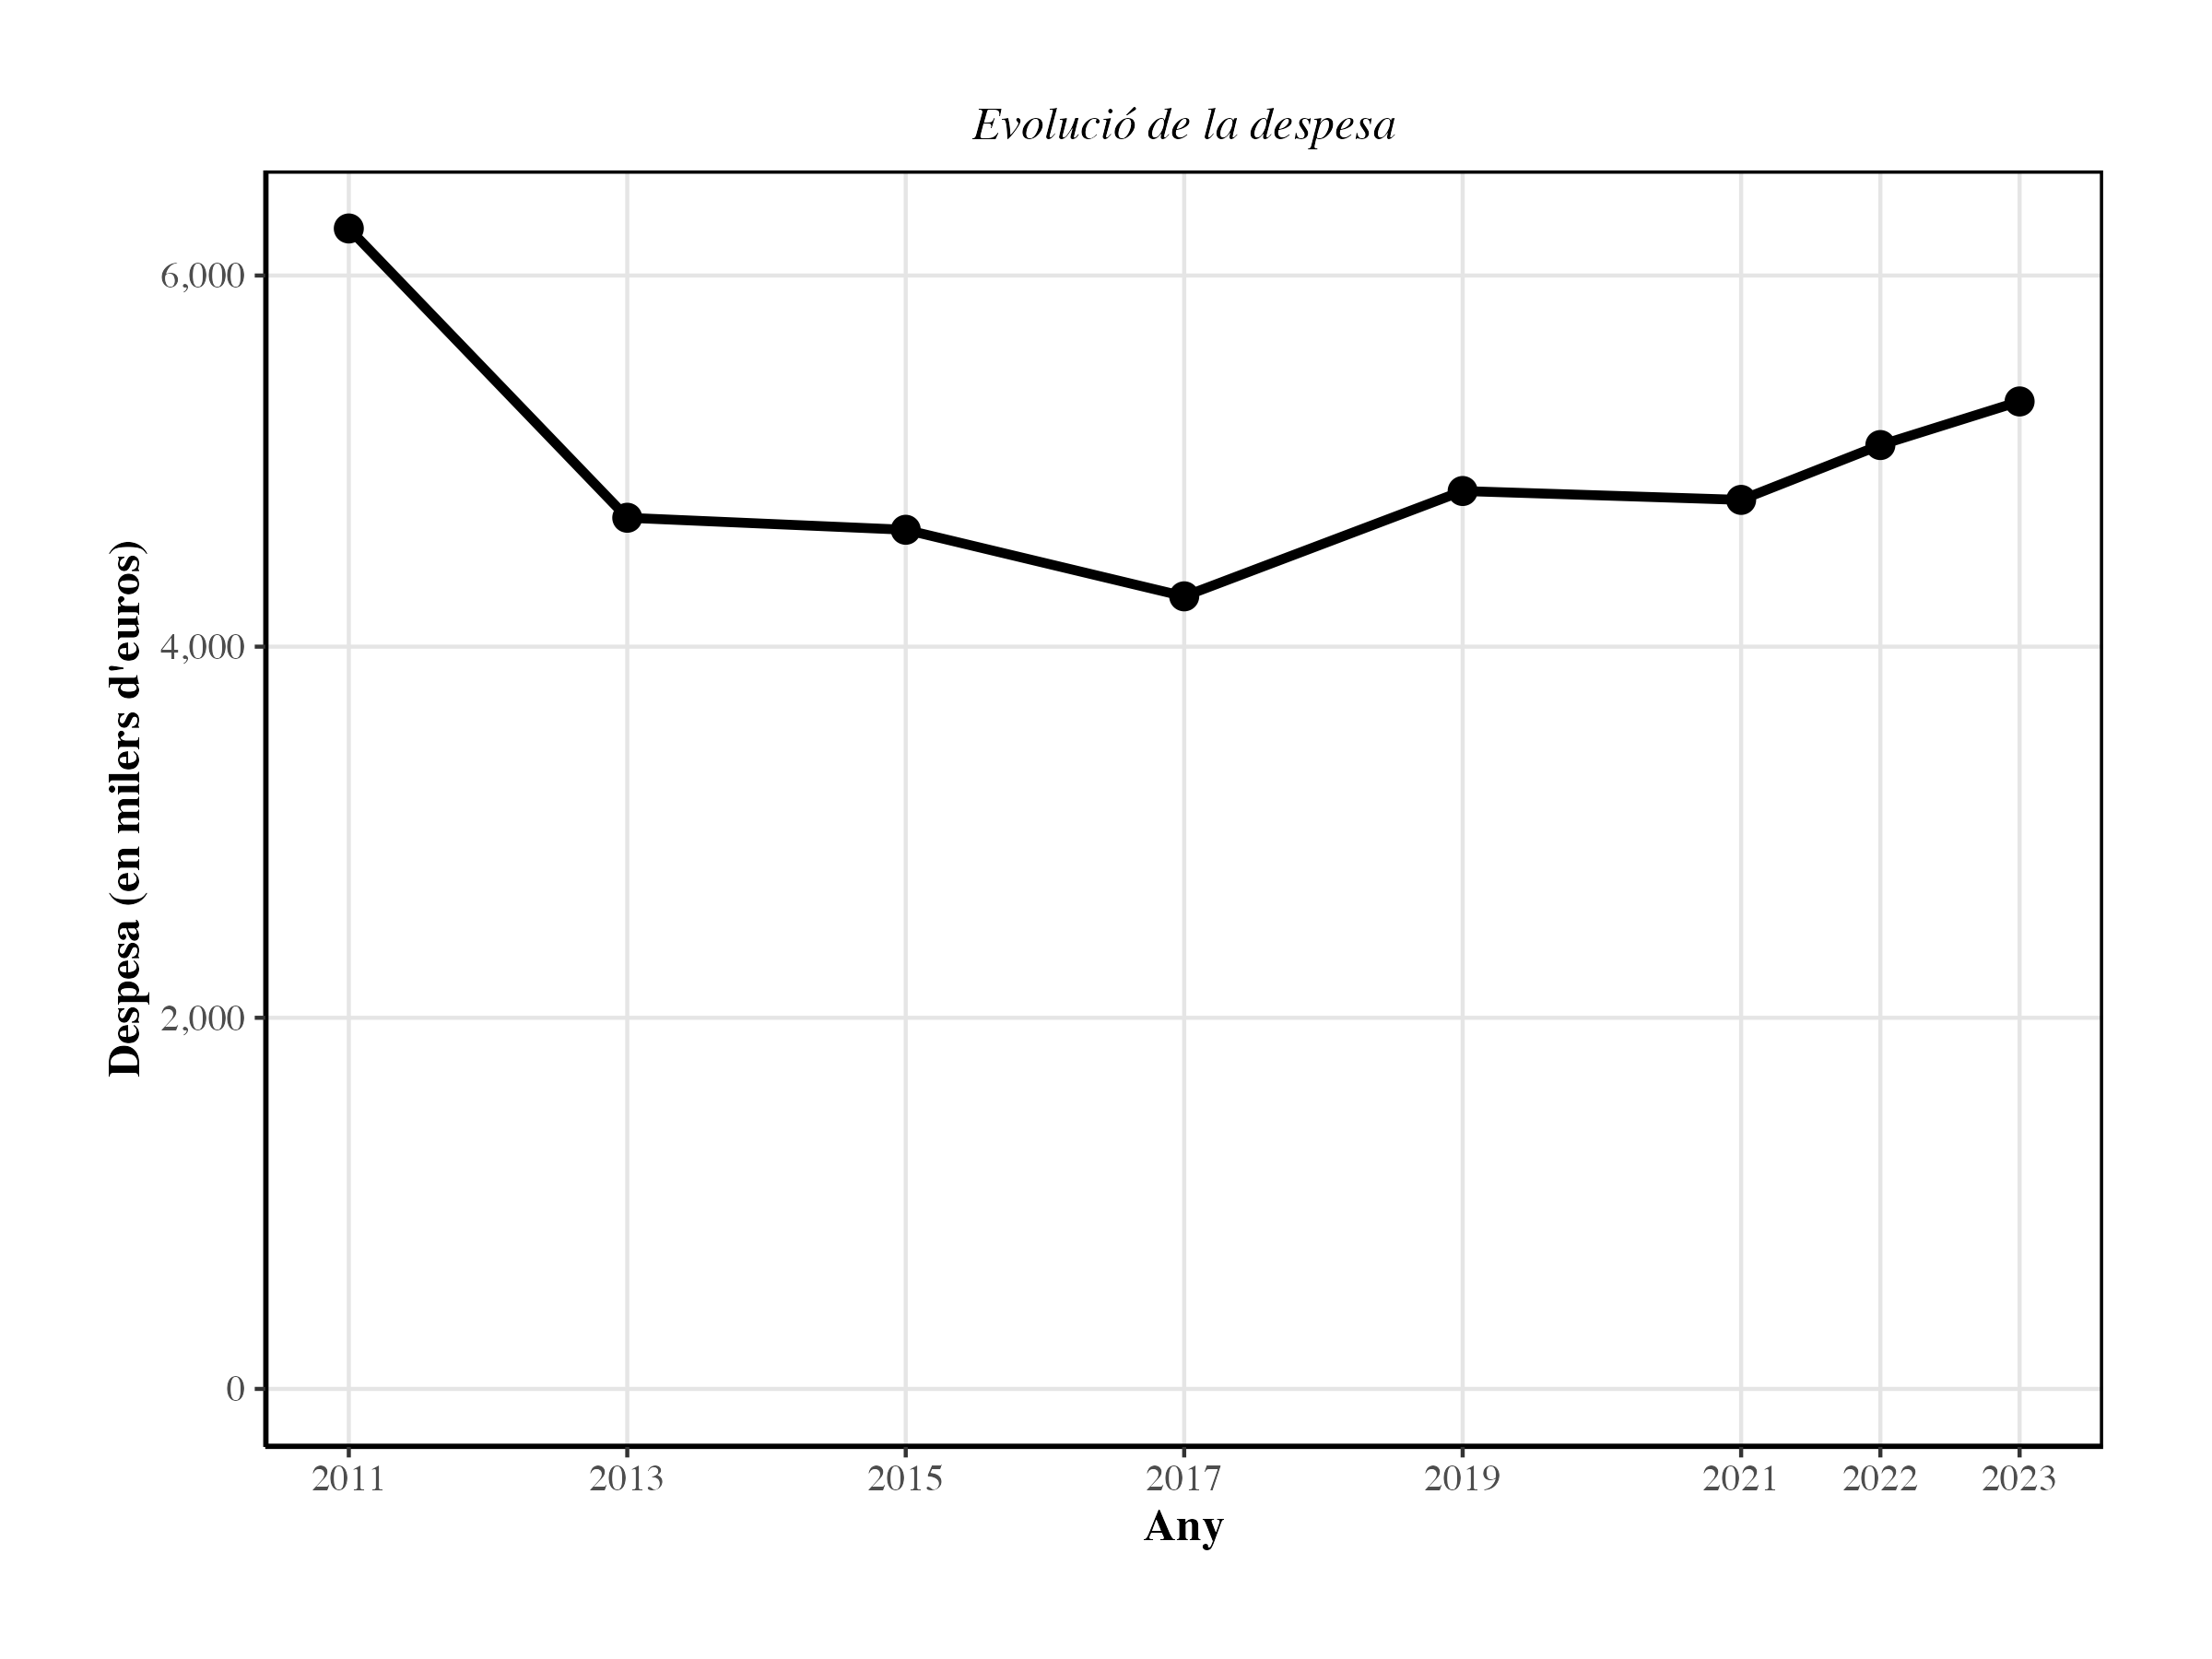 Evolució de la despesa
Despesa (en milers d'euros)
6,000
4,000
2,000
0
2011 2013 2015 2017 2019 2021 2022 2023
Any